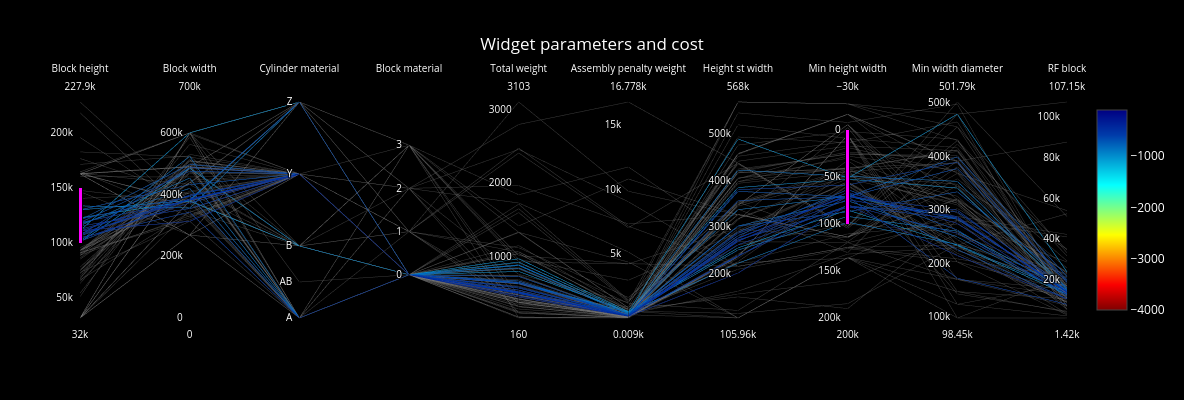 Widget parameters and cost
Block height Block width Cylinder material Block material Total weight Assembly penalty weight Height st width Min height width Min width diameter RF block
227.9k 700k 3103 16.778k 568k −30k 501.79k 107.15k
200k 150k 100k 50k
600k 400k 200k 0
Z Y B AB A
3 2 1 0
3000 2000 1000
15k 10k 5k
500k 400k 300k 200k
0 50k 100k 150k 200k
500k 400k 300k 200k 100k
100k 80k 60k 40k 20k
−1000
−2000
−3000
−4000
32k 0 160 0.009k 105.96k 200k 98.45k 1.42k